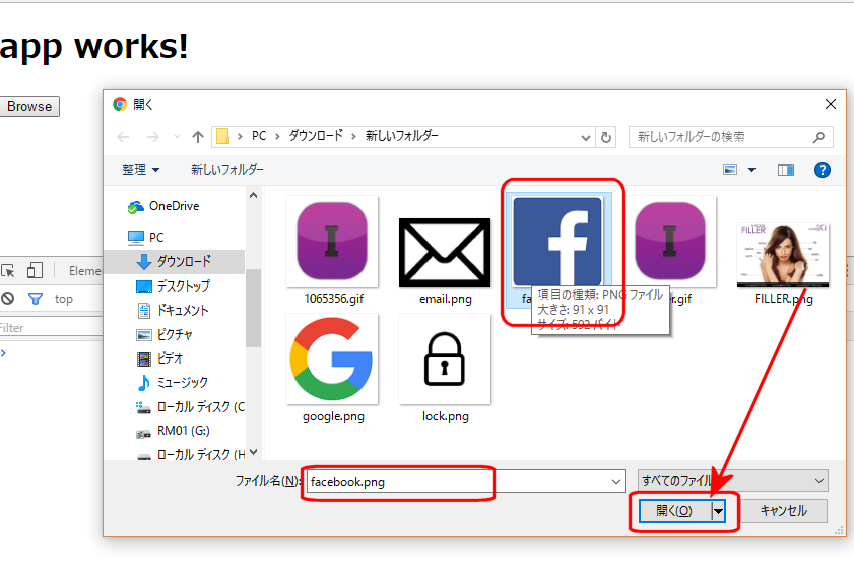 app works!
Browse
開く
PC
ダウンロード
新しいフォルダー
新しいフォルダーの検索
整理
新しいフォルダー
OneDrive
PC
ダウンロード
デスクトップ
ドキュメント
ピクチャ
ビデオ
ミュージック
ローカル ディスク (C
RM01 (G:)
ローカル ディスク (H
1065356.gif
email.png
fa
r.gif
FILLER
FILLER.png
項目の種類: PNG ファイル
大きさ: 91 x 91
サイズ: 592 バイト
google.png
lock.png
Eleme
top
Filter
ファイル名(N):
facebook.png
すべてのファイル
開く(O)
キャンセル